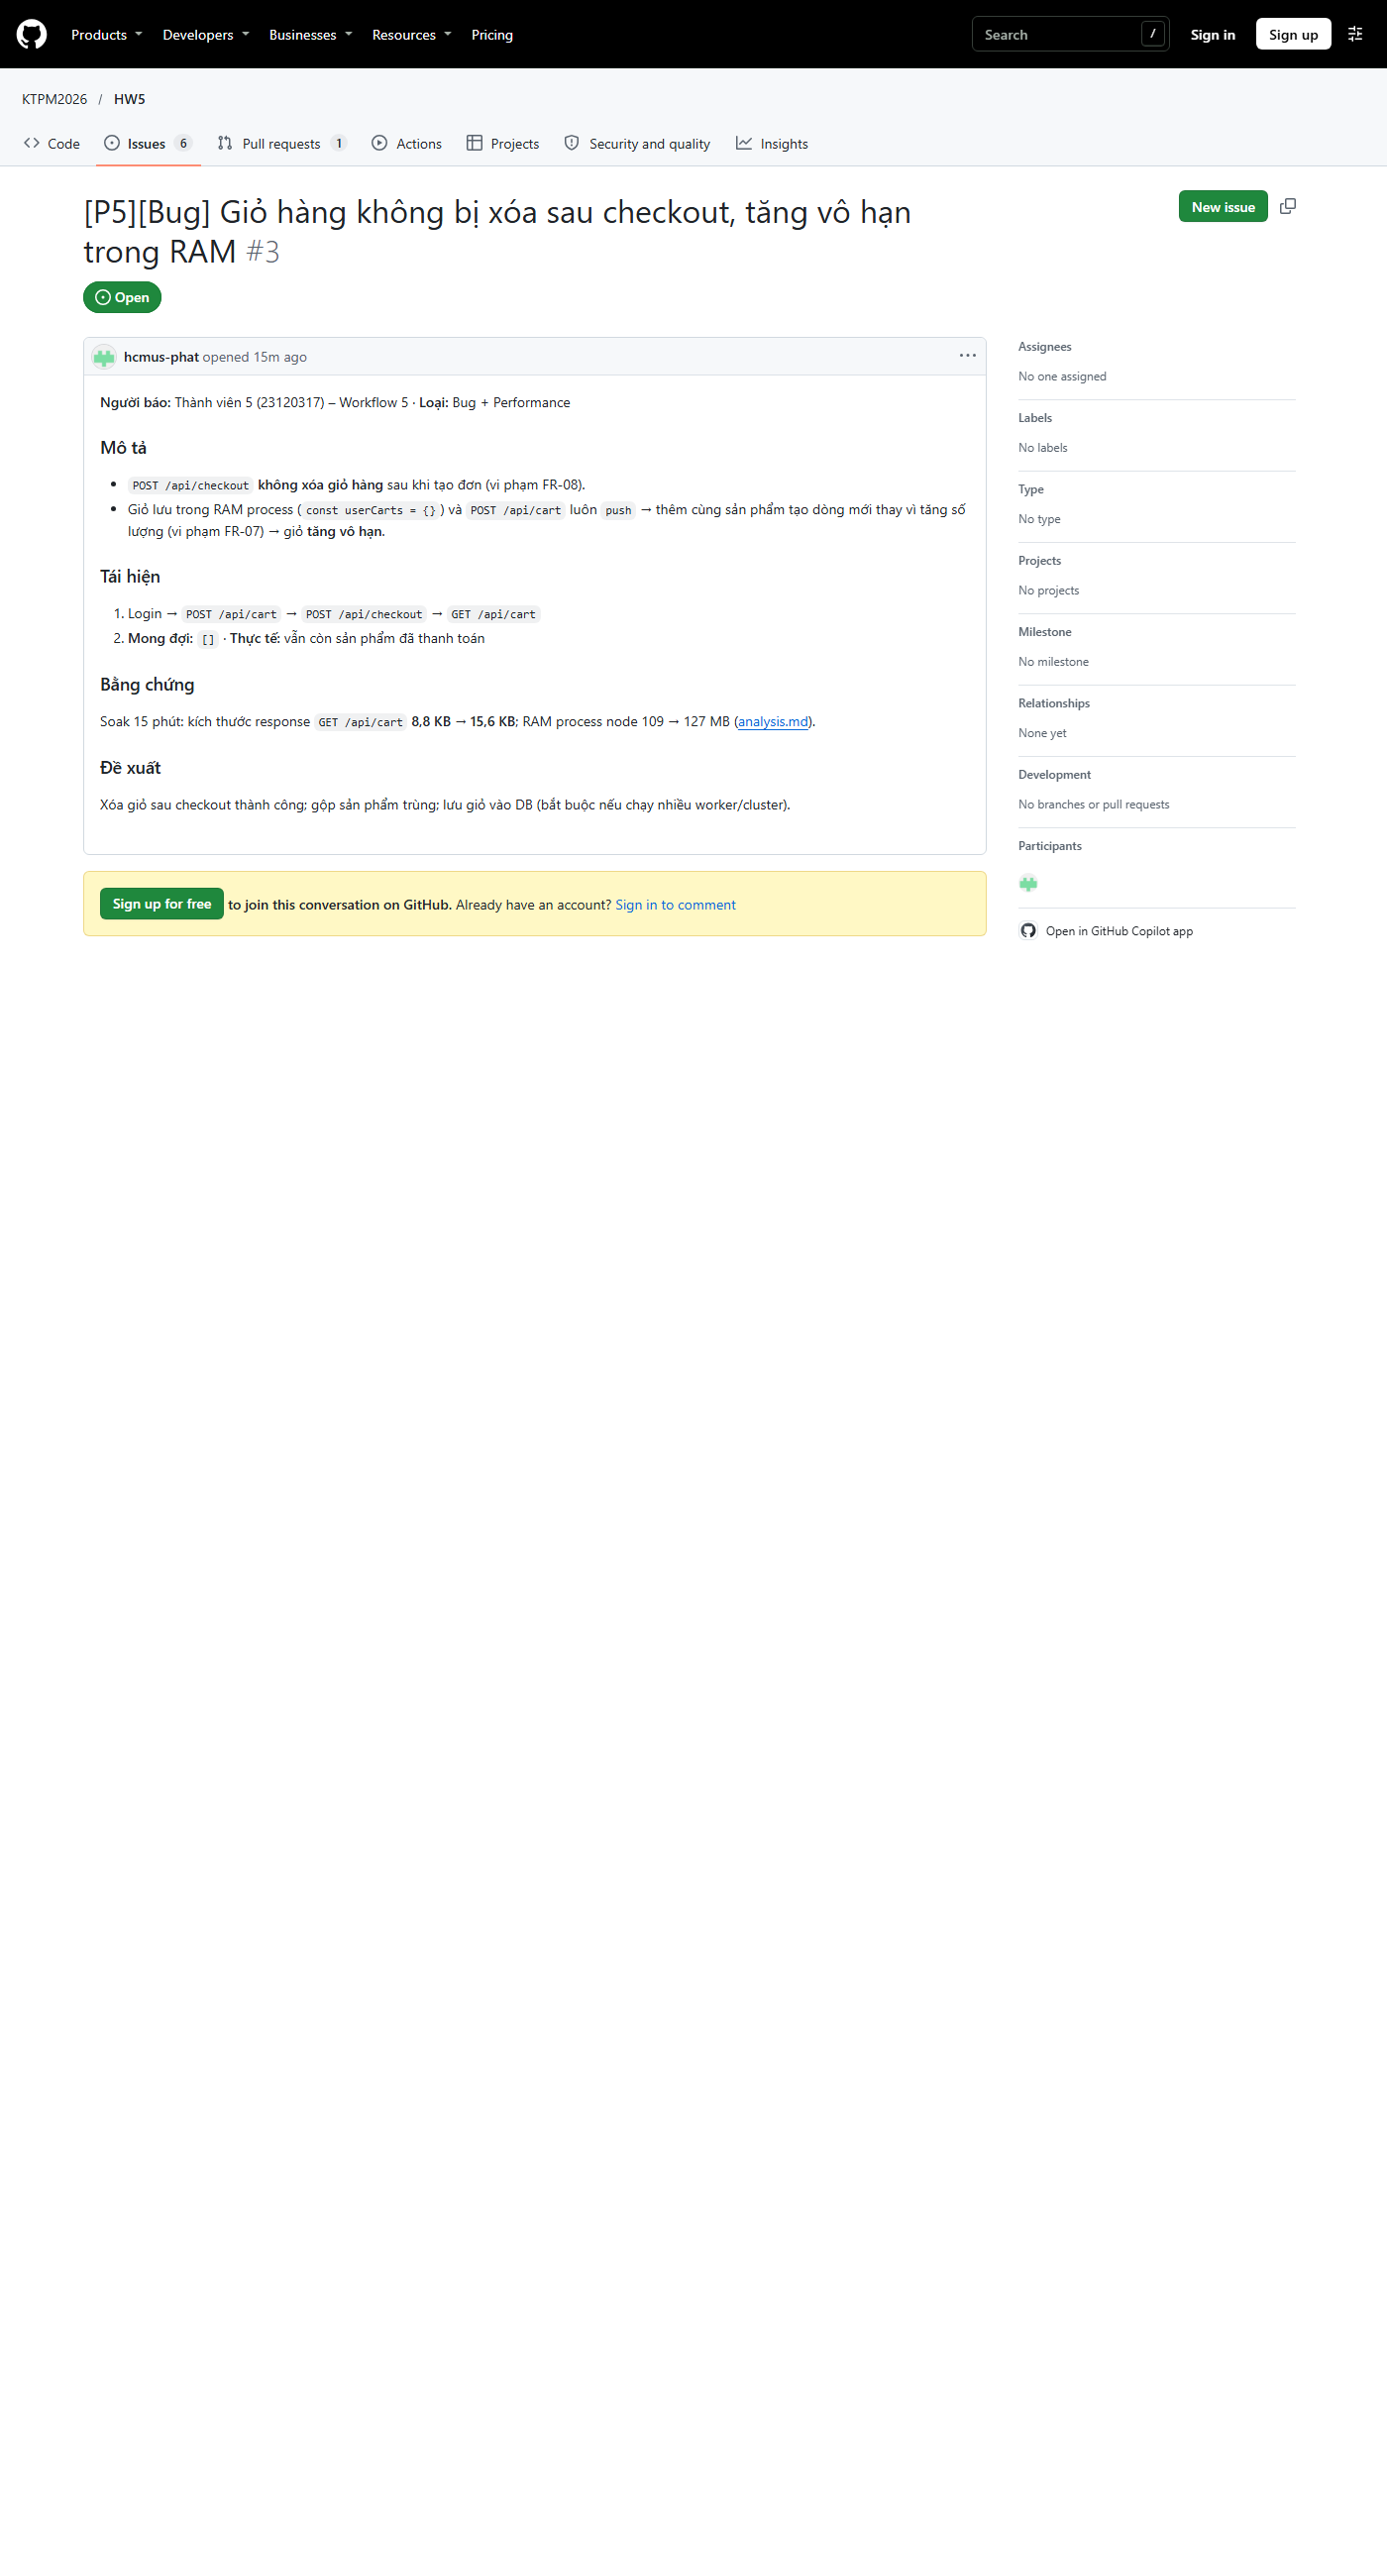 Products Developers Businesses Resources Pricing Search / Sign in Sign up
KTPM2026 / HW5
Code Issues 6 Pull requests 1 Actions Projects Security and quality Insights
[P5][Bug] Giỏ hàng không bị xóa sau checkout, tăng vô hạn
trong RAM #3
New issue
Open
hcmus-phat opened 15m ago
Người báo: Thành viên 5 (23120317) – Workflow 5 · Loại: Bug + Performance
Mô tả
POST /api/checkout không xóa giỏ hàng sau khi tạo đơn (vi phạm FR-08).
Giỏ lưu trong RAM process ( const userCarts = {} ) và POST /api/cart luôn push → thêm cùng sản phẩm tạo dòng mới thay vì tăng số
lượng (vi phạm FR-07) → giỏ tăng vô hạn.
Tái hiện
1. Login → POST /api/cart → POST /api/checkout → GET /api/cart
2. Mong đợi: [] · Thực tế: vẫn còn sản phẩm đã thanh toán
Bằng chứng
Soak 15 phút: kích thước response GET /api/cart 8,8 KB → 15,6 KB; RAM process node 109 → 127 MB (analysis.md).
Đề xuất
Xóa giỏ sau checkout thành công; gộp sản phẩm trùng; lưu giỏ vào DB (bắt buộc nếu chạy nhiều worker/cluster).
Sign up for free to join this conversation on GitHub. Already have an account? Sign in to comment
Assignees
No one assigned
Labels
No labels
Type
No type
Projects
No projects
Milestone
No milestone
Relationships
None yet
Development
No branches or pull requests
Participants
Open in GitHub Copilot app